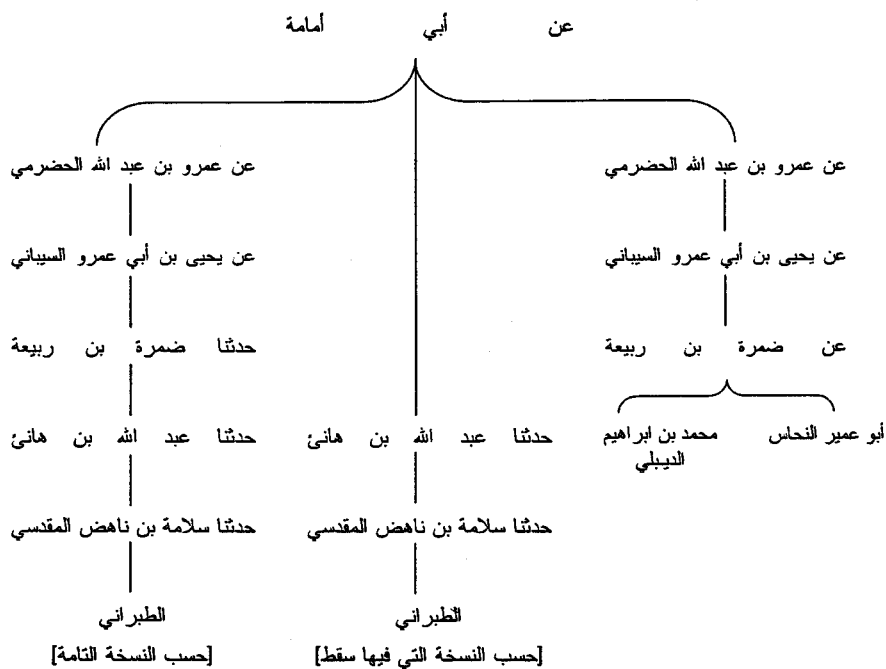 عن أبي أمامة
عن عمرو بن عبد الله الحضرمي
عن عمرو بن عبد الله الحضرمي
عن يحيى بن أبي عمرو السيباني
عن يحيى بن أبي عمرو السيباني
عن ضمرة بن ربيعة
حدثنا ضمرة بن ربيعة
أبو عمير النحاس
محمد بن ابراهيم
الديبلي
حدثنا عبد الله بن هانئ
حدثنا عبد الله بن هانئ
حدثنا سلامة بن ناهض المقدسي
حدثنا سلامة بن ناهض المقدسي
الطبراني
[حسب النسخة التي فيها سقط]
الطبراني
[حسب النسخة التامة]